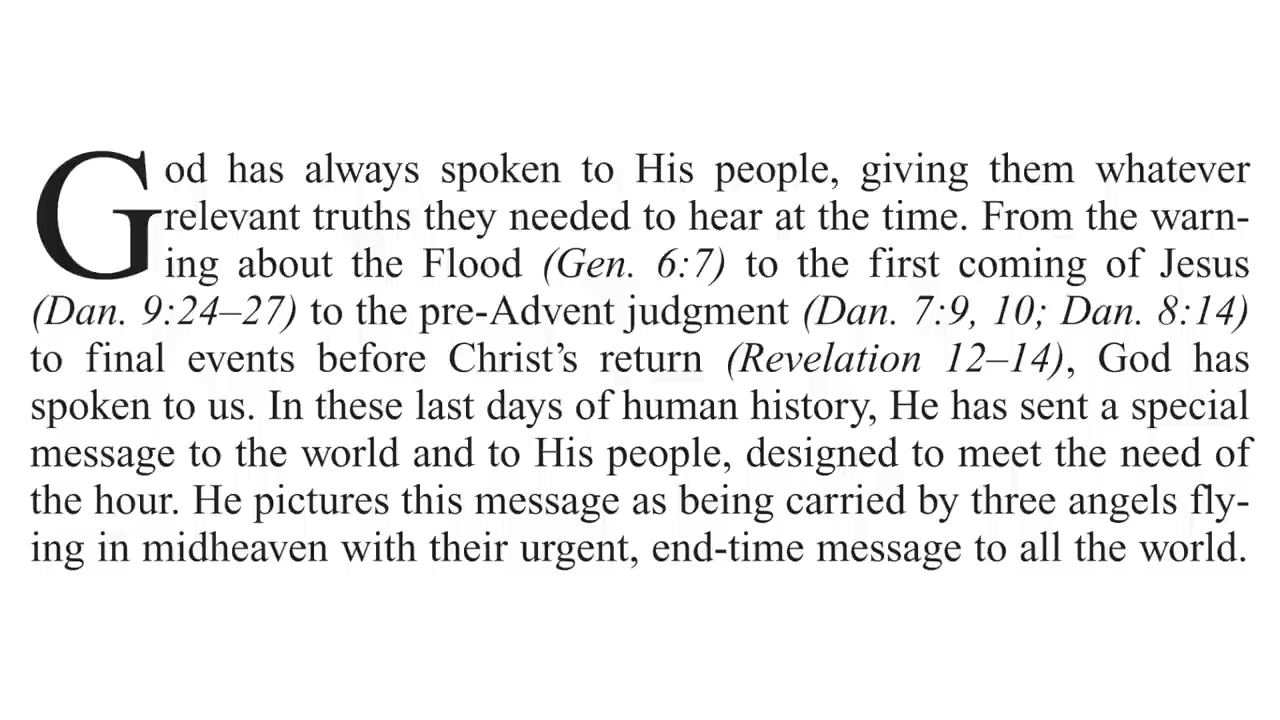 God has always spoken to His people, giving them whatever
relevant truths they needed to hear at the time. From the warn-
ing about the Flood (Gen. 6:7) to the first coming of Jesus
(Dan. 9:24–27) to the pre-Advent judgment (Dan. 7:9, 10; Dan. 8:14)
to final events before Christ’s return (Revelation 12–14), God has
spoken to us. In these last days of human history, He has sent a special
message to the world and to His people, designed to meet the need of
the hour. He pictures this message as being carried by three angels fly-
ing in midheaven with their urgent, end-time message to all the world.